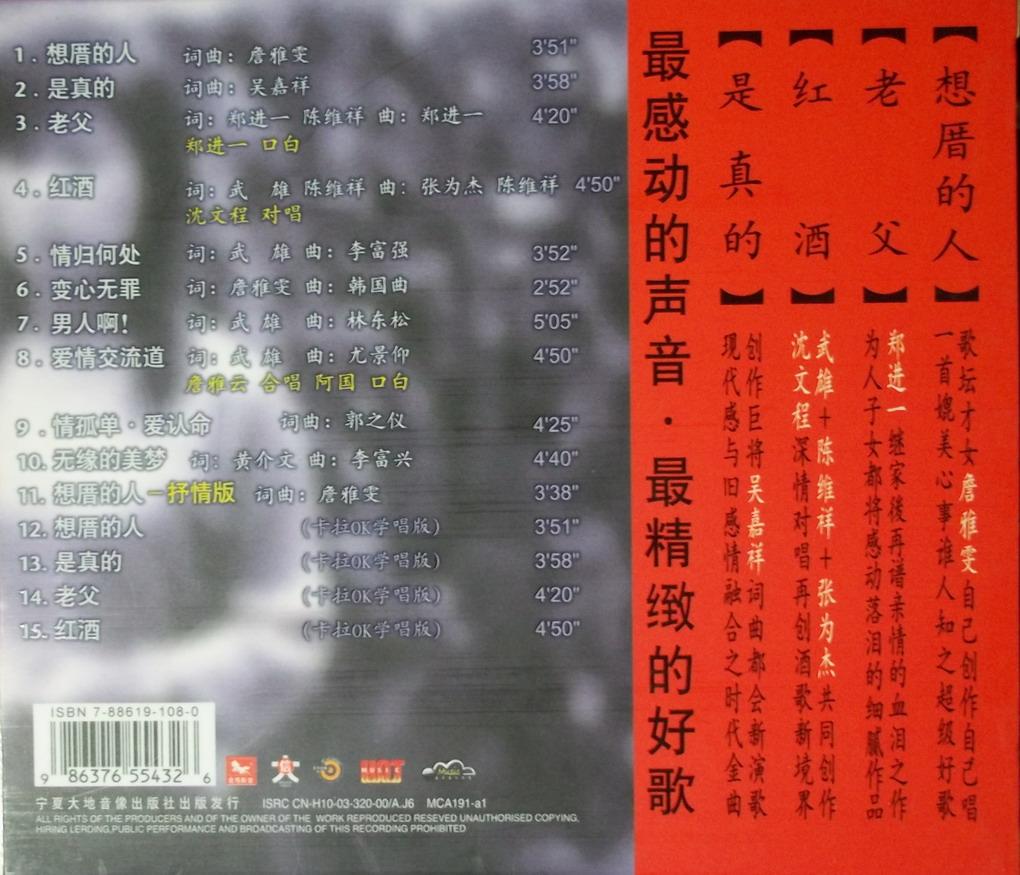 1. 想厝的人 词曲: 詹雅雯 3'51"
2. 是真的 词曲: 吴嘉祥 3'58"
3. 老父 词: 郑进一 陈维祥 曲: 郑进一 4'20"
郑进一 口白
4. 红酒 词: 武 雄 陈维祥 曲: 张为杰 陈维祥 4'50"
沈文程 对唱
5. 情归何处 词: 武 雄 曲: 李富强 3'52"
6. 变心无罪 词: 詹雅雯 曲: 韩国曲 2'52"
7. 男人啊! 词: 武 雄 曲: 林东松 5'05"
8. 爱情交流道 词: 武 雄 曲: 尤景仰 4'50"
詹雅云 合唱 阿国 口白
9. 情孤单·爱认命 词曲: 郭之仪 4'25"
10. 无缘的美梦 词: 黄介文 曲: 李富兴 4'40"
11. 想厝的人-抒情版 词曲: 詹雅雯 3'38"
12. 想厝的人 (卡拉OK学唱版) 3'51"
13. 是真的 (卡拉OK学唱版) 3'58"
14. 老父 (卡拉OK学唱版) 4'20"
15. 红酒 (卡拉OK学唱版) 4'50"
ISBN 7-88619-108-0
9 86376 55432 6
宁夏大地音像出版社出版发行 ISRC CN-H10-03-320-00/A.J6 MCA191-a1
ALL RIGHTS OF THE PRODUCERS AND OF THE OWNER OF THE WORK REPRODUCED RESEVED UNAUTHORISED COPYING,
HIRING LERDING,PUBLIC PERFORMANCE AND BROADCASTING OF THIS RECORDING PROHIBITED
【想厝的人】
歌坛才女詹雅雯自己创作自己唱
一首媲美心事谁人知之超级好歌
【老父】
郑进一继家後再谱亲情的血泪之作
为人子女都将感动落泪的细腻作品
【红酒】
武雄+陈维祥+张为杰共同创作
沈文程深情对唱再创酒歌新境界
【是真的】
创作巨将吴嘉祥词曲都会新演歌
现代感与旧感情融合之时代金曲
最感动的声音·最精致的好歌